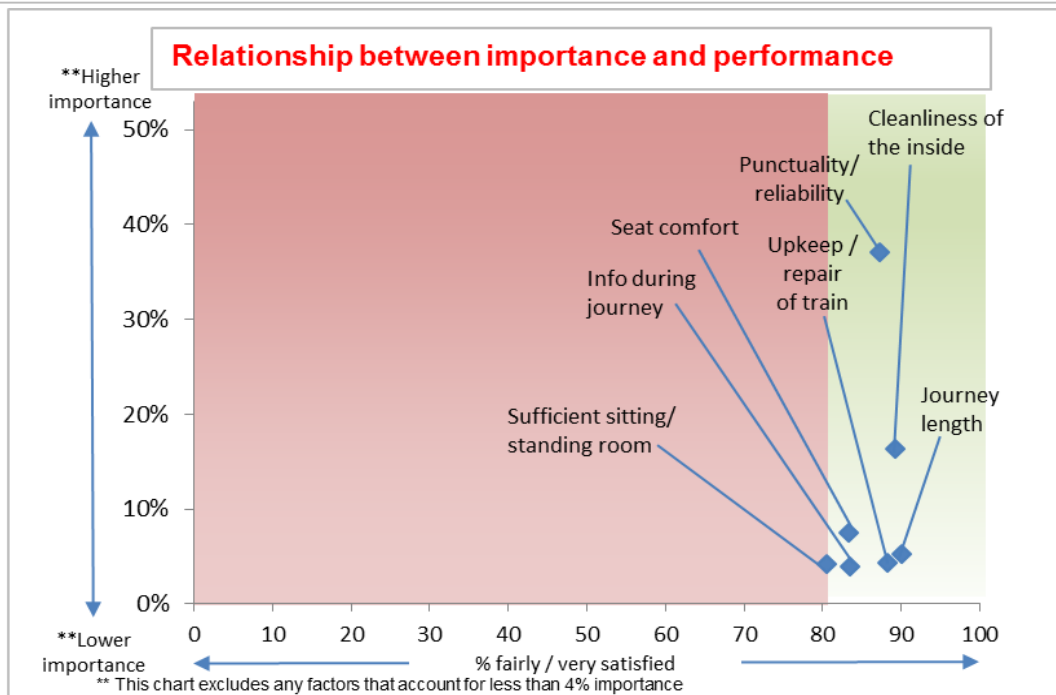 Relationship between importance and performance
**Higher
importance
50%
40%
30%
20%
10%
0%
**Lower
importance
Cleanliness of
the inside
Punctuality/
reliability
Seat comfort
Upkeep /
repair
of train
Info during
journey
Journey
length
Sufficient sitting/
standing room
0 10 20 30 40 50 60 70 80 90 100
% fairly / very satisfied
** This chart excludes any factors that account for less than 4% importance